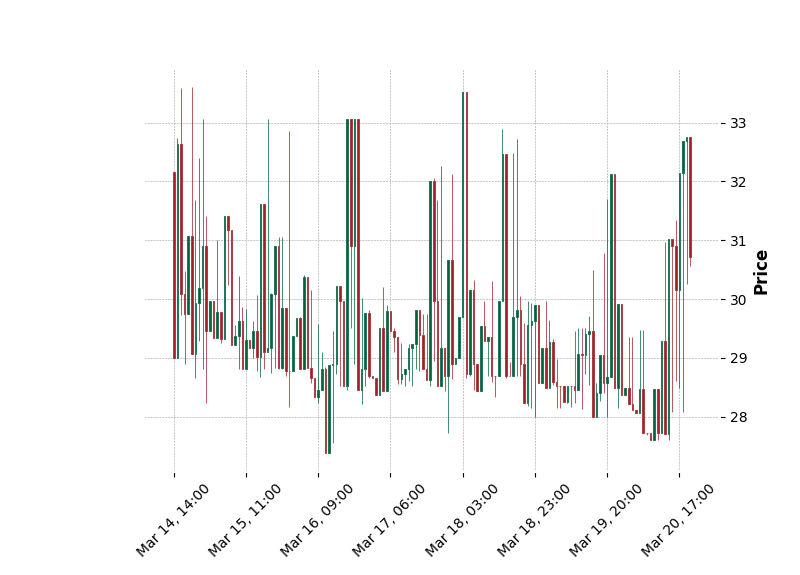 33
32
31
30
29
28
Price
Mar 14, 14:00
Mar 15, 11:00
Mar 16, 09:00
Mar 17, 06:00
Mar 18, 03:00
Mar 18, 23:00
Mar 19, 20:00
Mar 20, 17:00